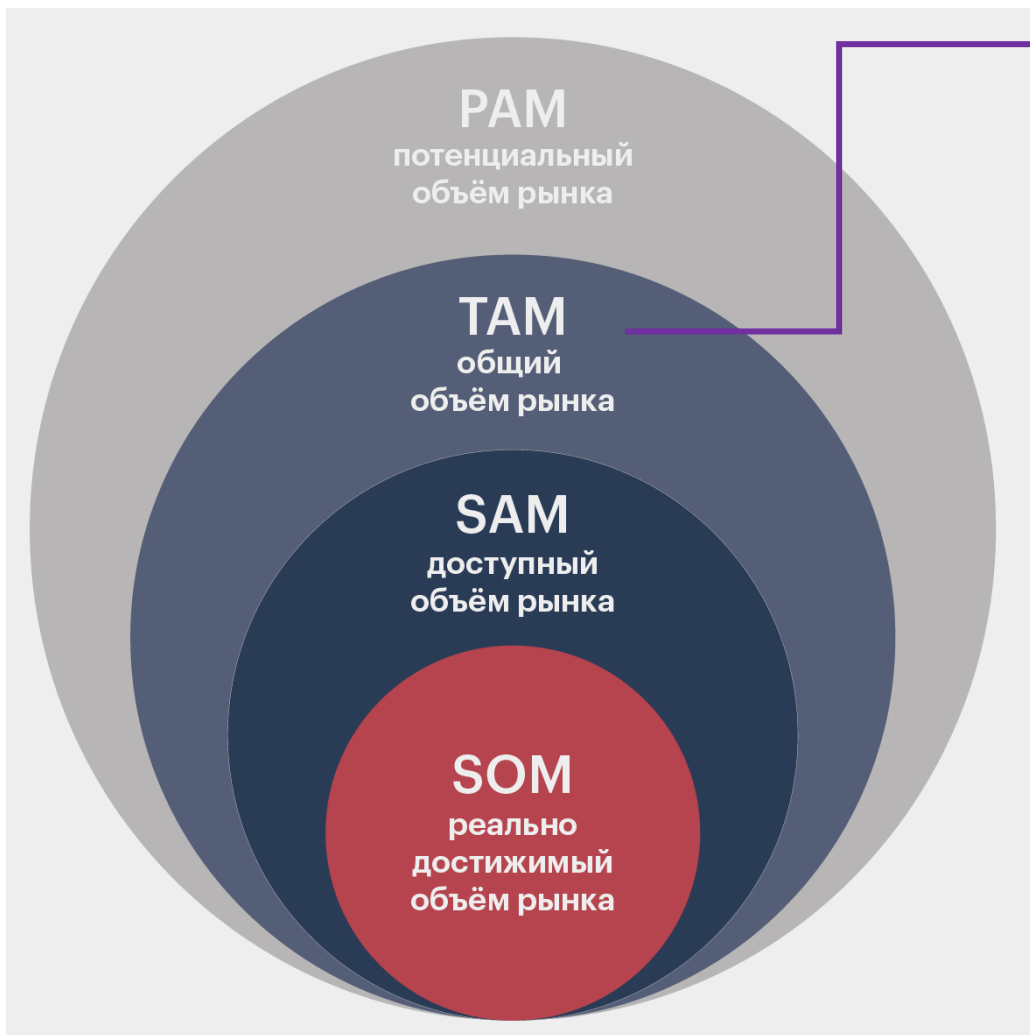 PAM
потенциальный
объём рынка
TAM
общий
объём рынка
SAM
доступный
объём рынка
SOM
реально
достижимый
объём рынка